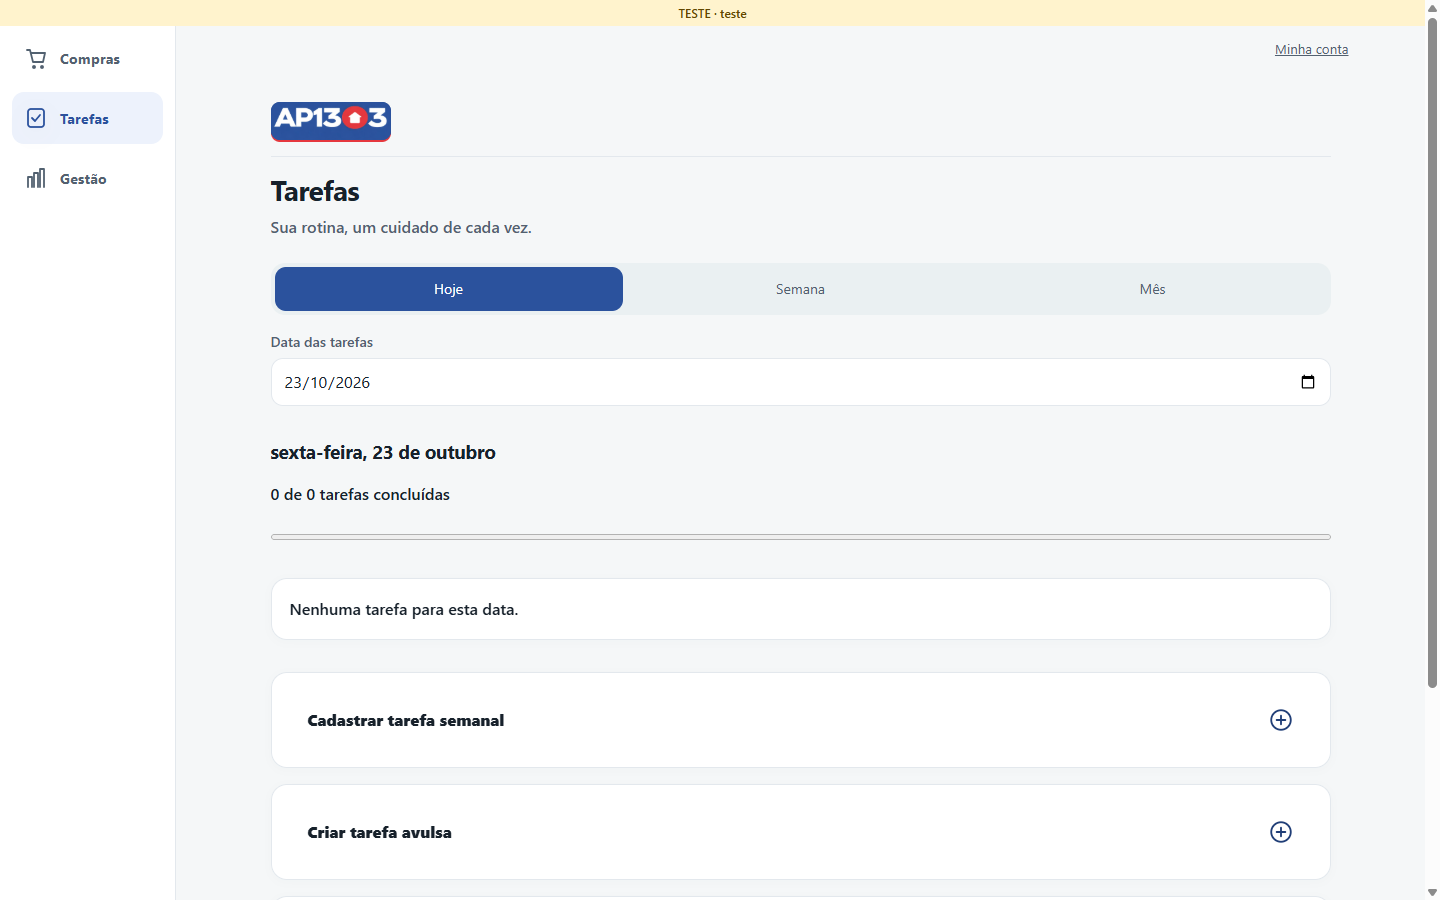 TESTE · teste
Compras
Tarefas
Gestão
Minha conta
AP1303
Tarefas
Sua rotina, um cuidado de cada vez.
Hoje
Semana
Mês
Data das tarefas
23/10/2026
sexta-feira, 23 de outubro
0 de 0 tarefas concluídas
Nenhuma tarefa para esta data.
Cadastrar tarefa semanal
Criar tarefa avulsa